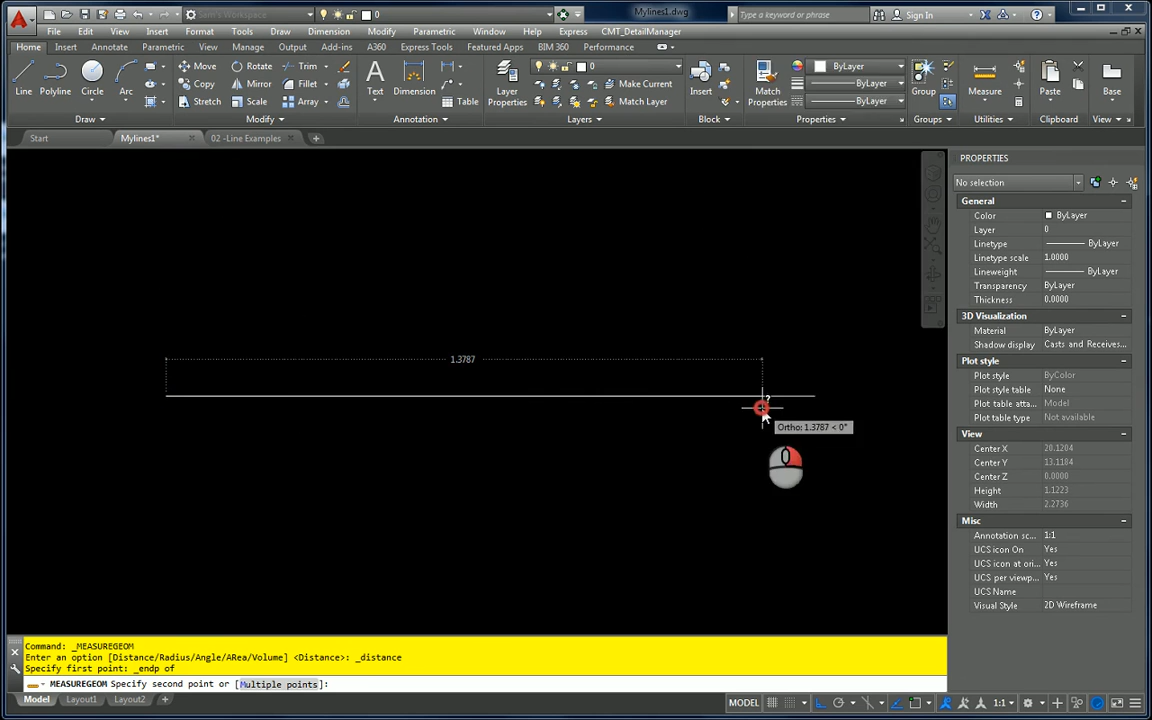 Sam's Workspace 0 Mylines1.dwg Type a keyword or phrase Sign In
File Edit View Insert Format Tools Draw Dimension Modify Parametric Window Help Express CMT_DetailManager
Home Insert Annotate Parametric View Manage Output Add-ins A360 Express Tools Featured Apps BIM 360 Performance
Move Rotate Trim 0 ByLayer
Copy Mirror Fillet Make Current ByLayer
Line Polyline Circle Arc Text Dimension Layer Properties Insert Match Properties Group Measure Paste Base
Stretch Scale Array Table Match Layer ByLayer
Draw Modify Annotation Layers Block Properties Groups Utilities Clipboard View
Start Mylines1* 02 -Line Examples
PROPERTIES
No selection
General
Color ByLayer
Layer 0
Linetype ByLayer
Linetype scale 1.0000
Lineweight ByLayer
Transparency ByLayer
Thickness 0.0000
3D Visualization
Material ByLayer
Shadow display Casts and Receives...
Plot style
Plot style ByColor
Plot style table None
Plot table atta... Model
Plot table type Not available
View
Center X 20.1204
Center Y 13.1184
Center Z 0.0000
Height 1.1223
Width 2.2736
Misc
Annotation sc... 1:1
UCS icon On Yes
UCS icon at ori... Yes
UCS per viewp... Yes
UCS Name
Visual Style 2D Wireframe
1.3787
Ortho: 1.3787 < 0°
Command: _MEASUREGEOM
Enter an option [Distance/Radius/Angle/ARea/Volume] <Distance>: _distance
Specify first point: _endp of
MEASUREGEOM Specify second point or [Multiple points]:
Model Layout1 Layout2 + MODEL 1:1